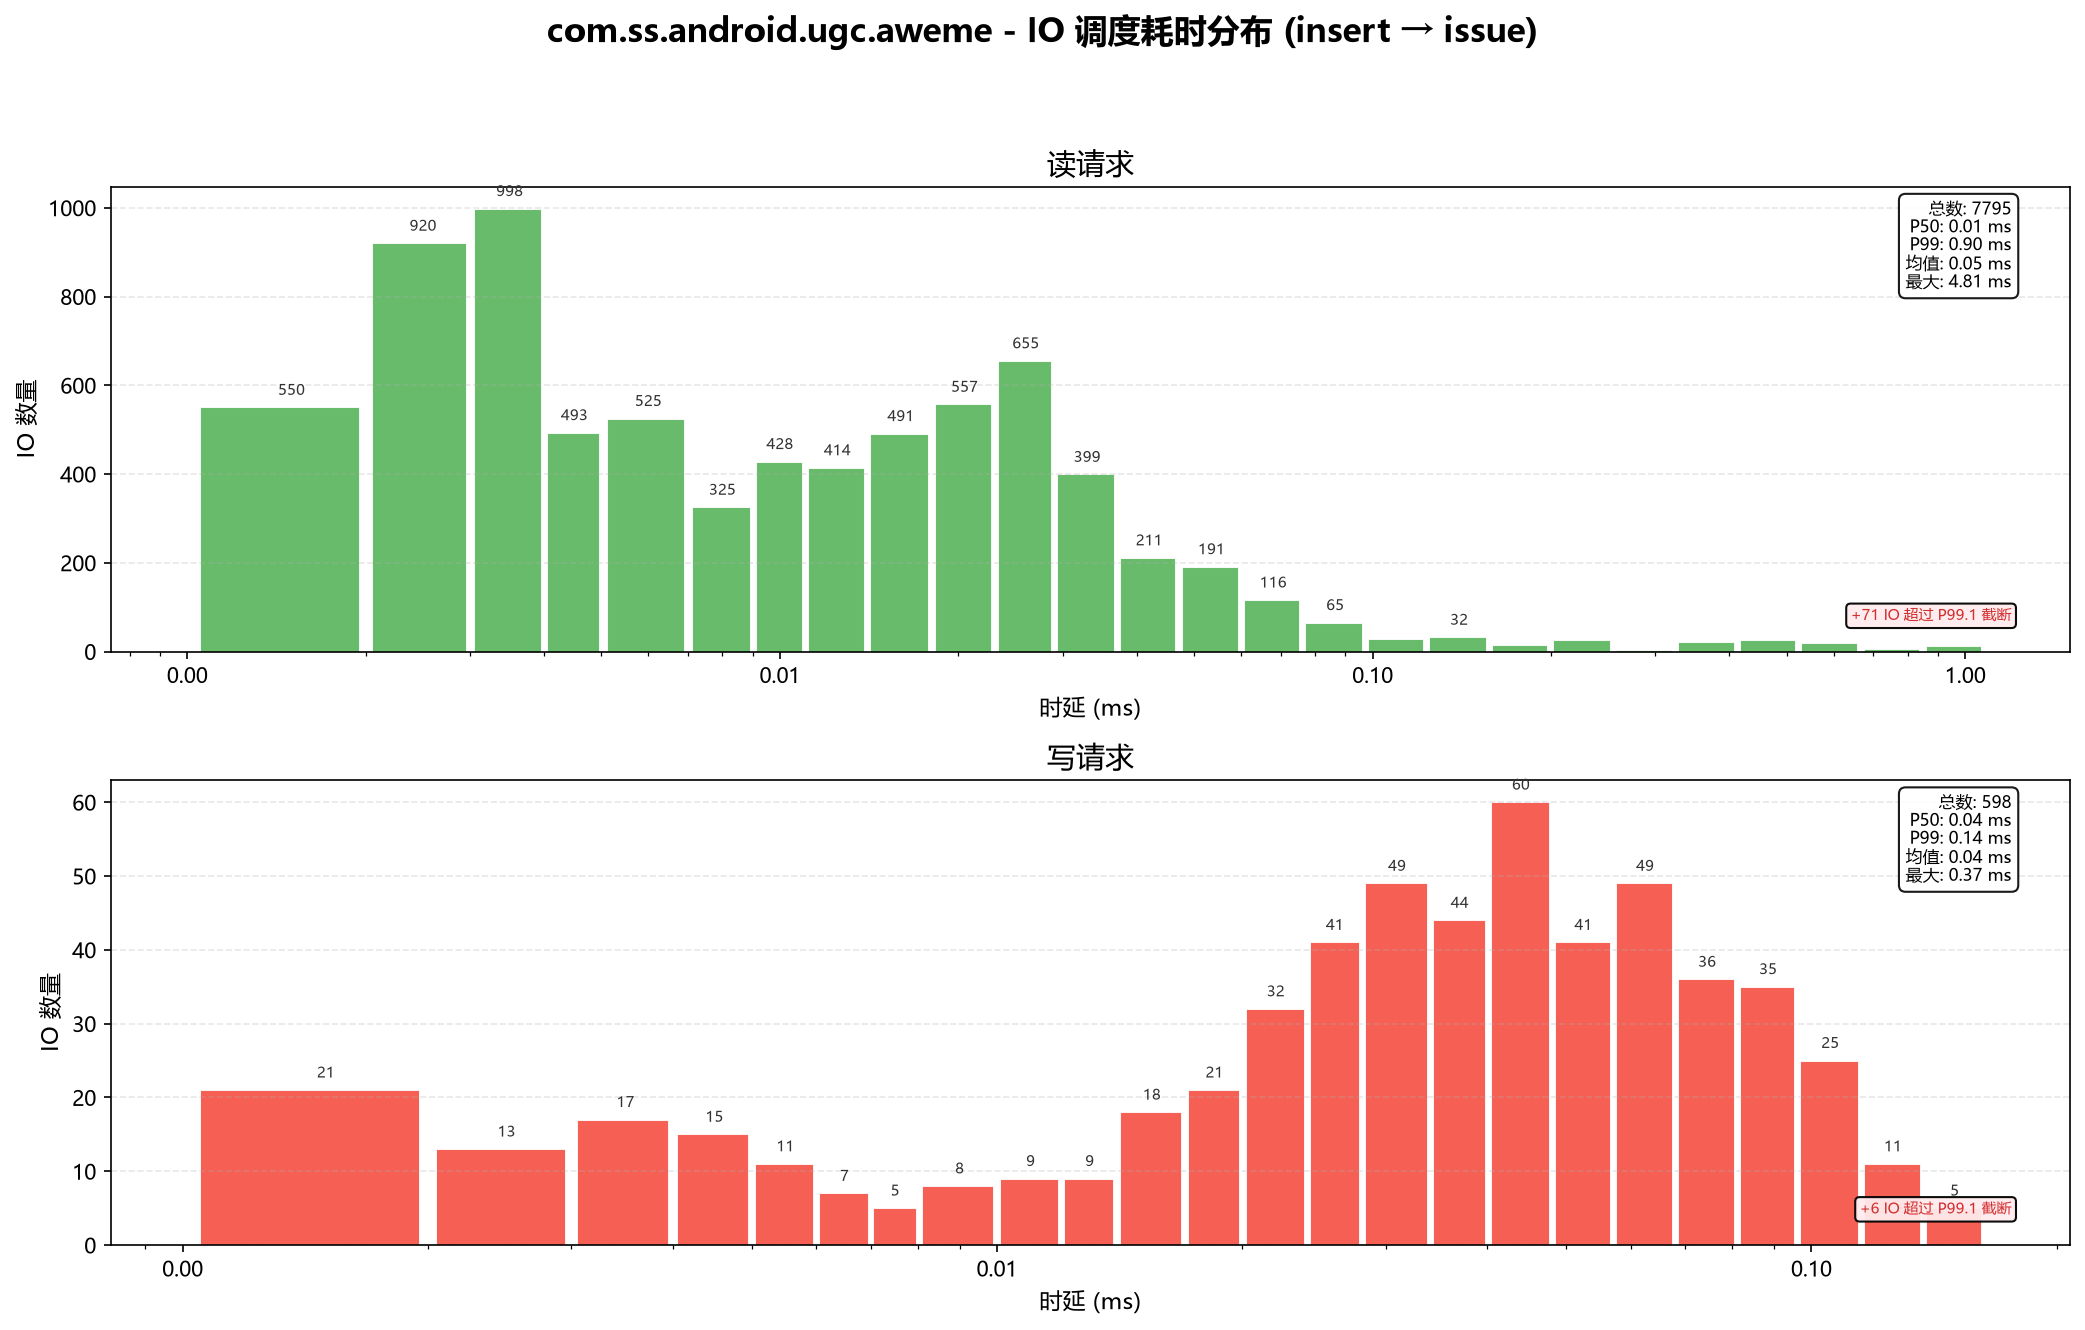 com.ss.android.ugc.aweme - IO 调度耗时分布 (insert → issue)
读请求
IO 数量
1000
800
600
400
200
0
550
920
998
493
525
325
428
414
491
557
655
399
211
191
116
65
32
总数: 7795
P50: 0.01 ms
P99: 0.90 ms
均值: 0.05 ms
最大: 4.81 ms
+71 IO 超过 P99.1 截断
0.00 0.01 0.10 1.00
时延 (ms)
写请求
IO 数量
60
50
40
30
20
10
0
21
13
17
15
11
7
5
8
9
9
18
21
32
41
49
44
60
41
49
36
35
25
11
5
总数: 598
P50: 0.04 ms
P99: 0.14 ms
均值: 0.04 ms
最大: 0.37 ms
+6 IO 超过 P99.1 截断
0.00 0.01 0.10
时延 (ms)